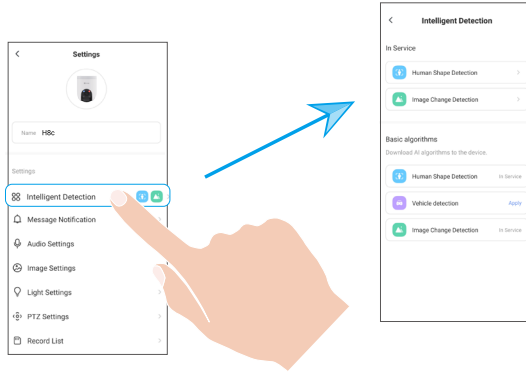 Settings
Name H8c
Settings
Intelligent Detection
Message Notification
Audio Settings
Image Settings
Light Settings
PTZ Settings
Record List
Intelligent Detection
In Service
Human Shape Detection
Image Change Detection
Basic algorithms
Download AI algorithms to the device.
Human Shape Detection In Service
Vehicle detection Apply
Image Change Detection In Service